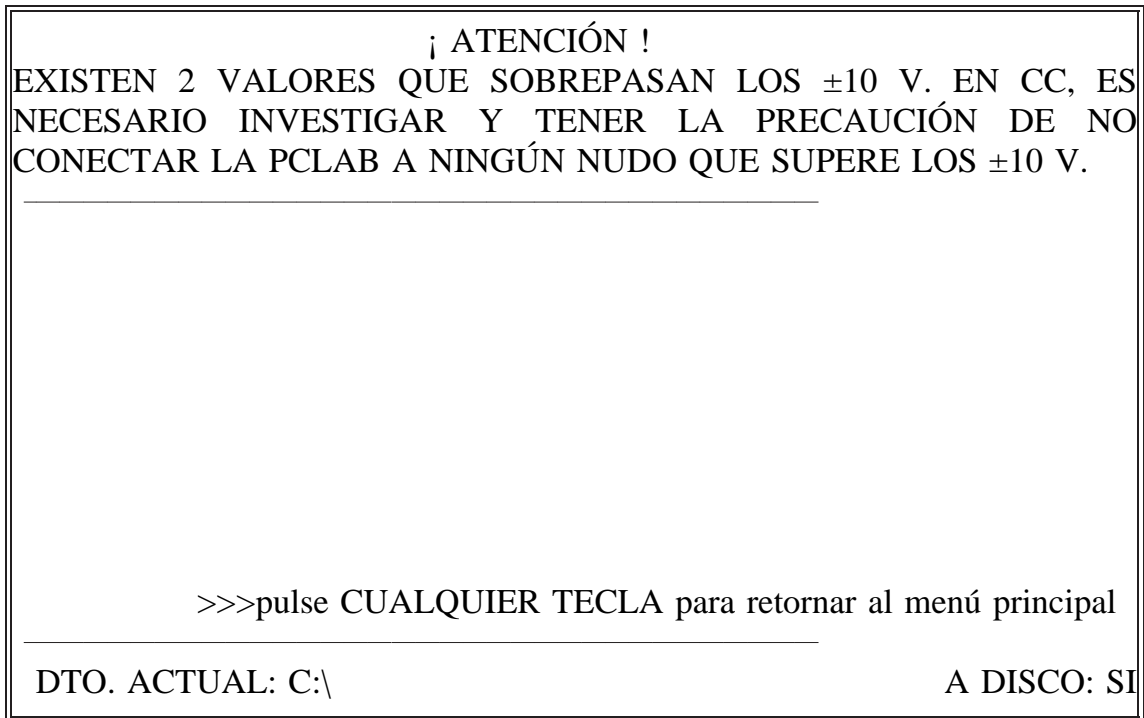 ¡ ATENCIÓN !
EXISTEN 2 VALORES QUE SOBREPASAN LOS ±10 V. EN CC, ES
NECESARIO INVESTIGAR Y TENER LA PRECAUCIÓN DE NO
CONECTAR LA PCLAB A NINGÚN NUDO QUE SUPERE LOS ±10 V.
>>>pulse CUALQUIER TECLA para retornar al menú principal
DTO. ACTUAL: C:\ A DISCO: SI